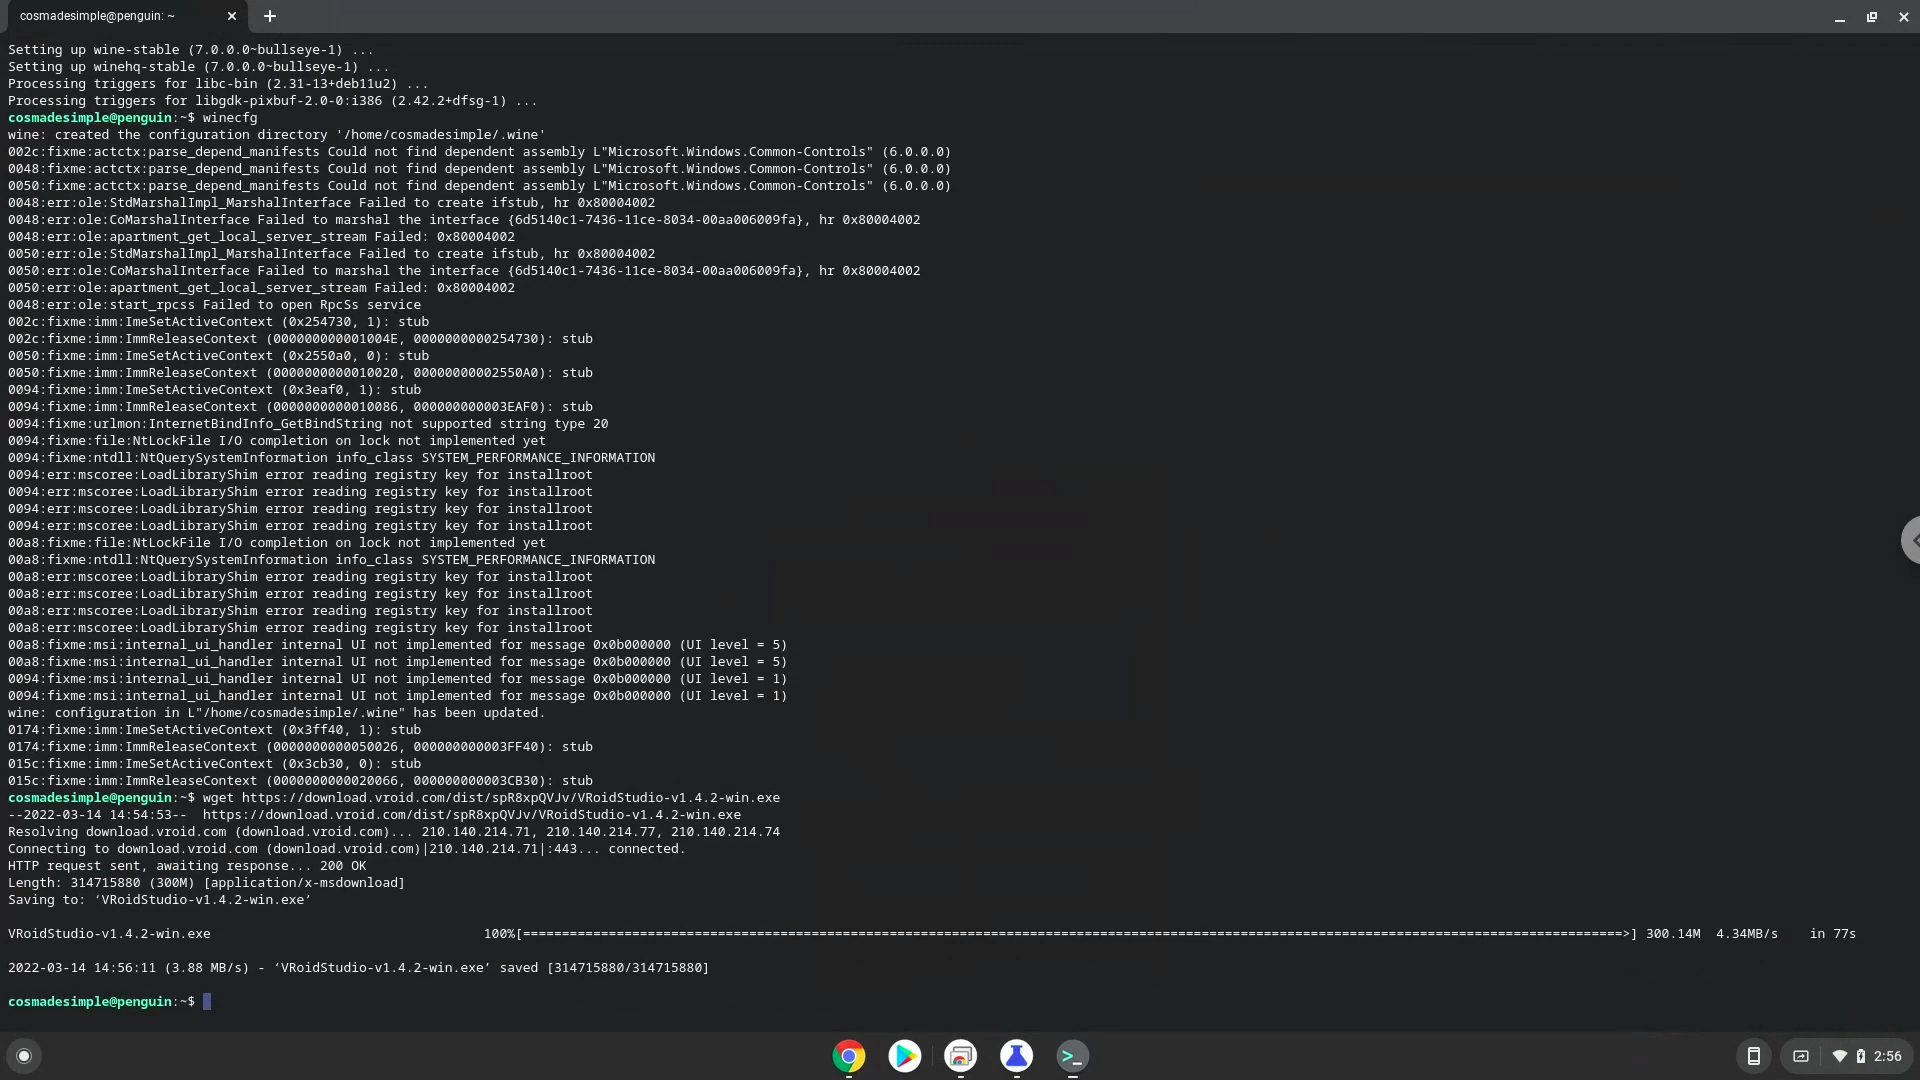 cosmadesimple@penguin: ~
Setting up wine-stable (7.0.0.0~bullseye-1) ...
Setting up winehq-stable (7.0.0.0~bullseye-1) ...
Processing triggers for libc-bin (2.31-13+deb11u2) ...
Processing triggers for libgdk-pixbuf-2.0-0:i386 (2.42.2+dfsg-1) ...
cosmadesimple@penguin:~$ winecfg
wine: created the configuration directory '/home/cosmadesimple/.wine'
002c:fixme:actctx:parse_depend_manifests Could not find dependent assembly L"Microsoft.Windows.Common-Controls" (6.0.0.0)
0048:fixme:actctx:parse_depend_manifests Could not find dependent assembly L"Microsoft.Windows.Common-Controls" (6.0.0.0)
0050:fixme:actctx:parse_depend_manifests Could not find dependent assembly L"Microsoft.Windows.Common-Controls" (6.0.0.0)
0048:err:ole:StdMarshalImpl_MarshalInterface Failed to create ifstub, hr 0x80004002
0048:err:ole:CoMarshalInterface Failed to marshal the interface {6d5140c1-7436-11ce-8034-00aa006009fa}, hr 0x80004002
0048:err:ole:apartment_get_local_server_stream Failed: 0x80004002
0050:err:ole:StdMarshalImpl_MarshalInterface Failed to create ifstub, hr 0x80004002
0050:err:ole:CoMarshalInterface Failed to marshal the interface {6d5140c1-7436-11ce-8034-00aa006009fa}, hr 0x80004002
0050:err:ole:apartment_get_local_server_stream Failed: 0x80004002
0048:err:ole:start_rpcss Failed to open RpcSs service
002c:fixme:imm:ImeSetActiveContext (0x254730, 1): stub
002c:fixme:imm:ImmReleaseContext (000000000001004E, 0000000000254730): stub
0050:fixme:imm:ImeSetActiveContext (0x2550a0, 0): stub
0050:fixme:imm:ImmReleaseContext (0000000000010020, 00000000002550A0): stub
0094:fixme:imm:ImeSetActiveContext (0x3eaf0, 1): stub
0094:fixme:imm:ImmReleaseContext (0000000000010086, 000000000003EAF0): stub
0094:fixme:urlmon:InternetBindInfo_GetBindString not supported string type 20
0094:fixme:file:NtLockFile I/O completion on lock not implemented yet
0094:fixme:ntdll:NtQuerySystemInformation info_class SYSTEM_PERFORMANCE_INFORMATION
0094:err:mscoree:LoadLibraryShim error reading registry key for installroot
0094:err:mscoree:LoadLibraryShim error reading registry key for installroot
0094:err:mscoree:LoadLibraryShim error reading registry key for installroot
0094:err:mscoree:LoadLibraryShim error reading registry key for installroot
00a8:fixme:file:NtLockFile I/O completion on lock not implemented yet
00a8:fixme:ntdll:NtQuerySystemInformation info_class SYSTEM_PERFORMANCE_INFORMATION
00a8:err:mscoree:LoadLibraryShim error reading registry key for installroot
00a8:err:mscoree:LoadLibraryShim error reading registry key for installroot
00a8:err:mscoree:LoadLibraryShim error reading registry key for installroot
00a8:err:mscoree:LoadLibraryShim error reading registry key for installroot
00a8:fixme:msi:internal_ui_handler internal UI not implemented for message 0x0b000000 (UI level = 5)
00a8:fixme:msi:internal_ui_handler internal UI not implemented for message 0x0b000000 (UI level = 5)
0094:fixme:msi:internal_ui_handler internal UI not implemented for message 0x0b000000 (UI level = 1)
0094:fixme:msi:internal_ui_handler internal UI not implemented for message 0x0b000000 (UI level = 1)
wine: configuration in L"/home/cosmadesimple/.wine" has been updated.
0174:fixme:imm:ImeSetActiveContext (0x3ff40, 1): stub
0174:fixme:imm:ImmReleaseContext (0000000000050026, 000000000003FF40): stub
015c:fixme:imm:ImeSetActiveContext (0x3cb30, 0): stub
015c:fixme:imm:ImmReleaseContext (0000000000020066, 000000000003CB30): stub
cosmadesimple@penguin:~$ wget https://download.vroid.com/dist/spR8xpQVJv/VRoidStudio-v1.4.2-win.exe
--2022-03-14 14:54:53--  https://download.vroid.com/dist/spR8xpQVJv/VRoidStudio-v1.4.2-win.exe
Resolving download.vroid.com (download.vroid.com)... 210.140.214.71, 210.140.214.77, 210.140.214.74
Connecting to download.vroid.com (download.vroid.com)|210.140.214.71|:443... connected.
HTTP request sent, awaiting response... 200 OK
Length: 314715880 (300M) [application/x-msdownload]
Saving to: ‘VRoidStudio-v1.4.2-win.exe’
VRoidStudio-v1.4.2-win.exe 100%[=============================================================================================================================================>] 300.14M 4.34MB/s in 77s
2022-03-14 14:56:11 (3.88 MB/s) - ‘VRoidStudio-v1.4.2-win.exe’ saved [314715880/314715880]
cosmadesimple@penguin:~$
2:56